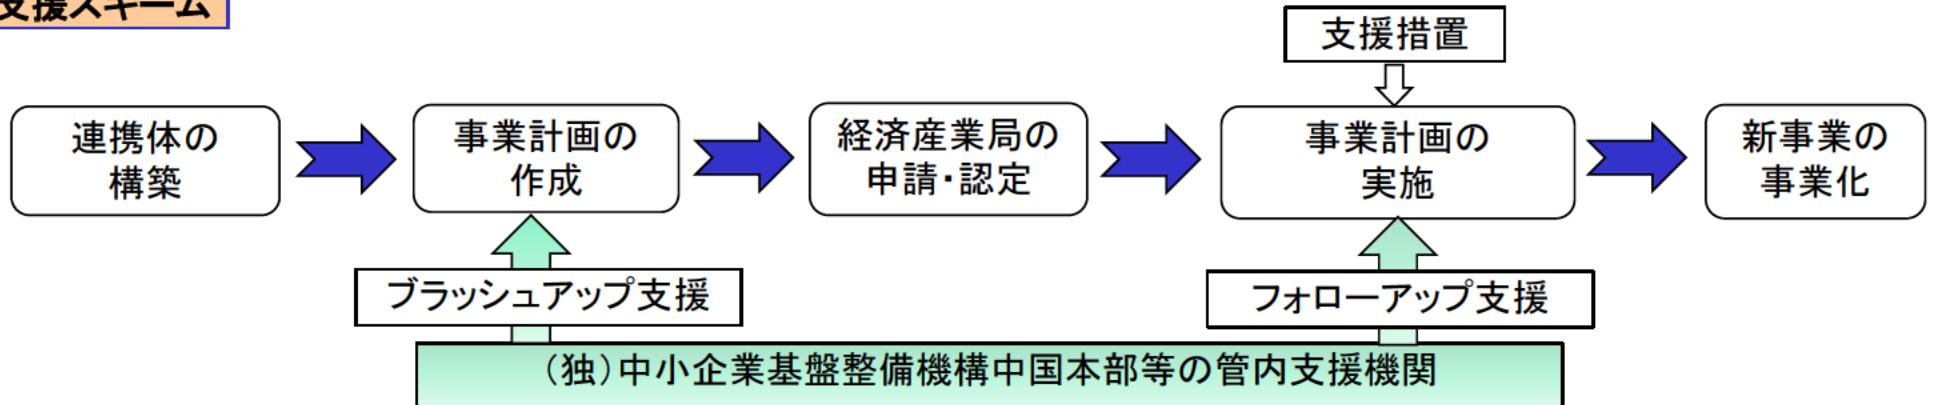 支援スキーム
支援措置
連携体の
構築
事業計画の
作成
経済産業局の
申請・認定
事業計画の
実施
新事業の
事業化
ブラッシュアップ支援
フォローアップ支援
（独）中小企業基盤整備機構中国本部等の管内支援機関